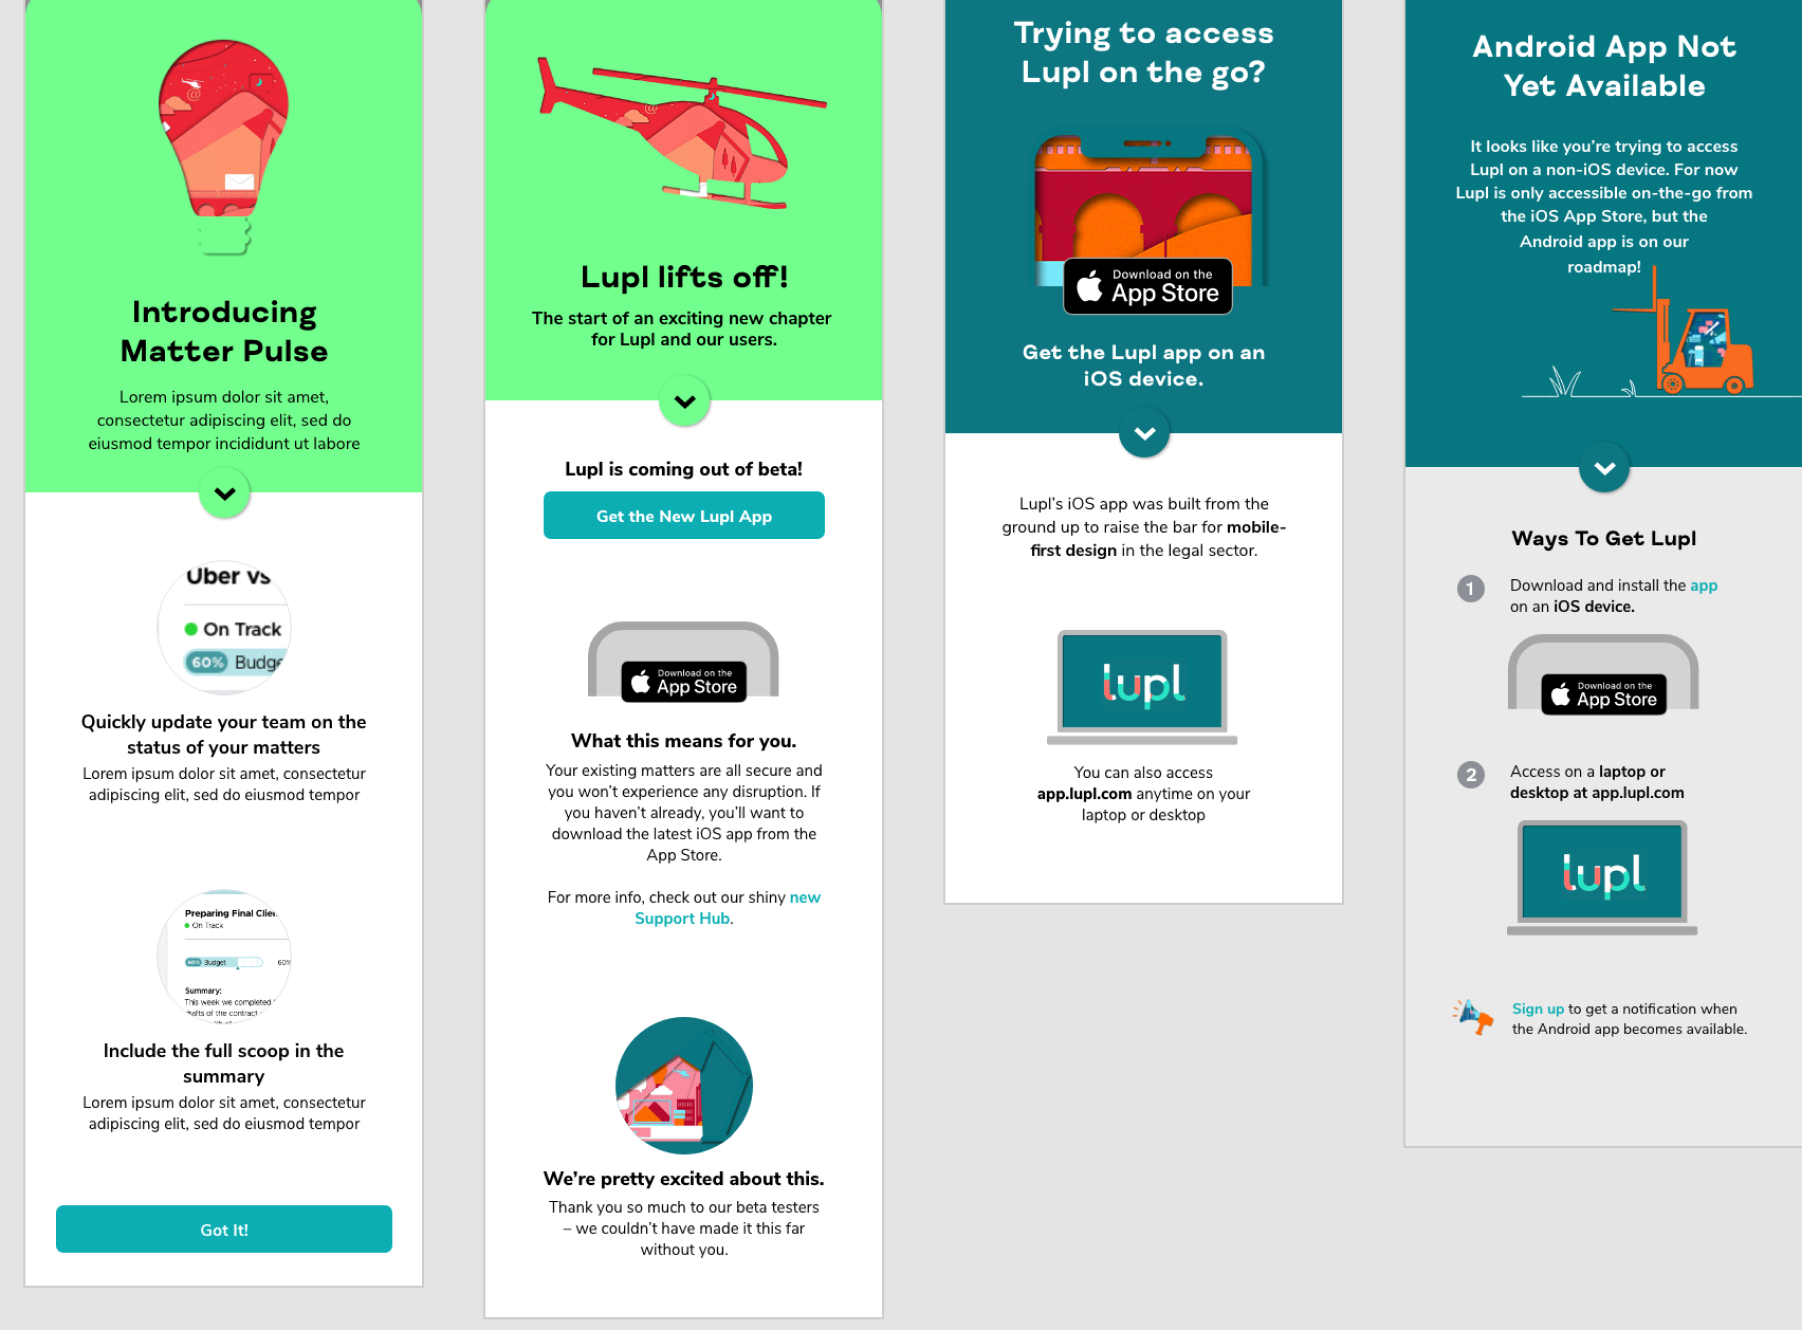 Introducing
Matter Pulse
Lorem ipsum dolor sit amet,
consectetur adipiscing elit, sed do
eiusmod tempor incididunt ut labore
Uber vs
On Track
60% Budge
Quickly update your team on the
status of your matters
Lorem ipsum dolor sit amet, consectetur
adipiscing elit, sed do eiusmod tempor
Preparing Final Clien
On Track
60% Budget 60%
Summary:
This week we completed
drafts of the contract
Include the full scoop in the
summary
Lorem ipsum dolor sit amet, consectetur
adipiscing elit, sed do eiusmod tempor
Got It!
Lupl lifts off!
The start of an exciting new chapter
for Lupl and our users.
Lupl is coming out of beta!
Get the New Lupl App
Download on the
App Store
What this means for you.
Your existing matters are all secure and
you won't experience any disruption. If
you haven't already, you'll want to
download the latest iOS app from the
App Store.
For more info, check out our shiny new
Support Hub.
We're pretty excited about this.
Thank you so much to our beta testers
– we couldn't have made it this far
without you.
Trying to access
Lupl on the go?
Download on the
App Store
Get the Lupl app on an
iOS device.
Lupl's iOS app was built from the
ground up to raise the bar for mobile-
first design in the legal sector.
lupl
You can also access
app.lupl.com anytime on your
laptop or desktop
Android App Not
Yet Available
It looks like you're trying to access
Lupl on a non-iOS device. For now
Lupl is only accessible on-the-go from
the iOS App Store, but the
Android app is on our
roadmap!
Ways To Get Lupl
1 Download and install the app
on an iOS device.
Download on the
App Store
2 Access on a laptop or
desktop at app.lupl.com
lupl
Sign up to get a notification when
the Android app becomes available.